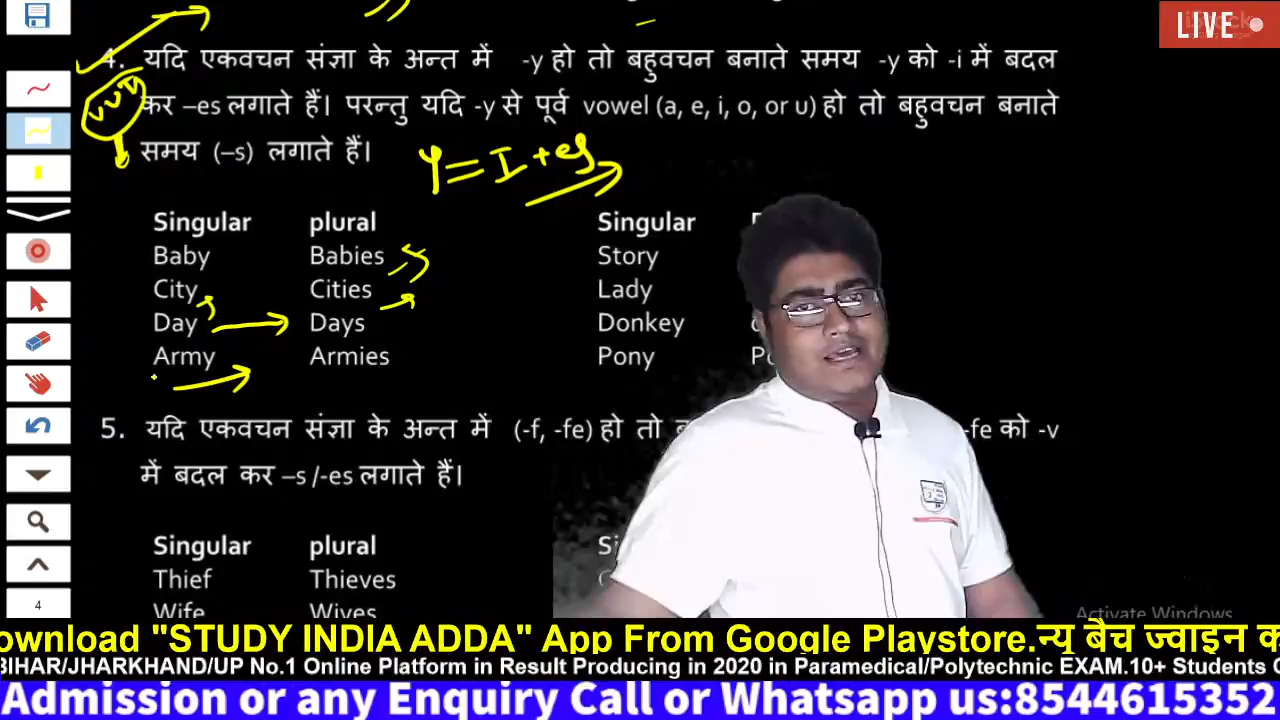 LIVE
4. यदि एकवचन संज्ञा के अन्त में -y हो तो बहुवचन बनाते समय -y को -i में बदल
कर –es लगाते हैं। परन्तु यदि -y से पूर्व vowel (a, e, i, o, or u) हो तो बहुवचन बनाते
समय (–s) लगाते हैं।
Y = I + es
Singular plural Singular
Baby Babies Story
City Cities Lady
Day Days Donkey
Army Armies Pony
5. यदि एकवचन संज्ञा के अन्त में (-f, -fe) हो तो -fe को -v
में बदल कर –s /-es लगाते हैं।
Singular plural
Thief Thieves
Wife Wives
4
Activate Windows
ownload "STUDY INDIA ADDA" App From Google Playstore.न्यू बैच ज्वाइन क
BIHAR/JHARKHAND/UP No.1 Online Platform in Result Producing in 2020 in Paramedical/Polytechnic EXAM.10+ Students
Admission or any Enquiry Call or Whatsapp us:8544615352